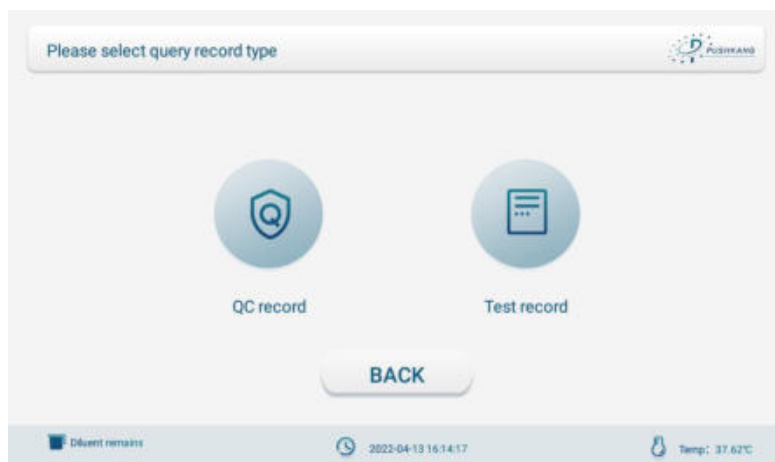 Please select query record type
PUSHKANG
Q
QC record
Test record
BACK
Diluent remains
2022-04-13 16:14:17
Temp: 37.62℃